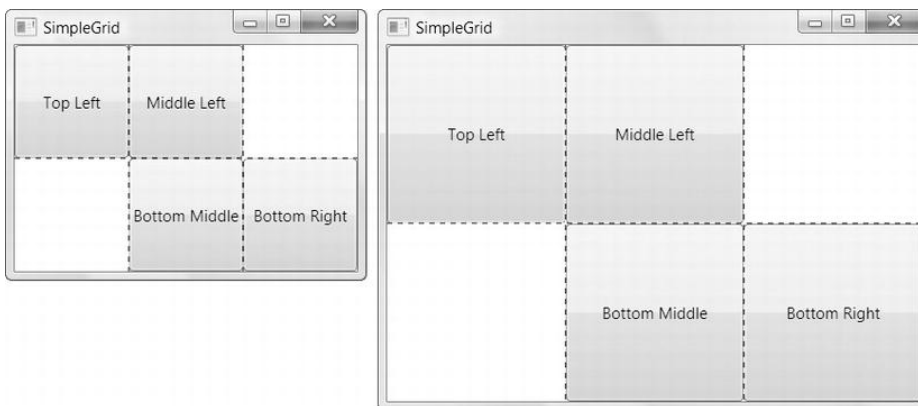 SimpleGrid
Top Left
Middle Left
Bottom Middle
Bottom Right
SimpleGrid
Top Left
Middle Left
Bottom Middle
Bottom Right